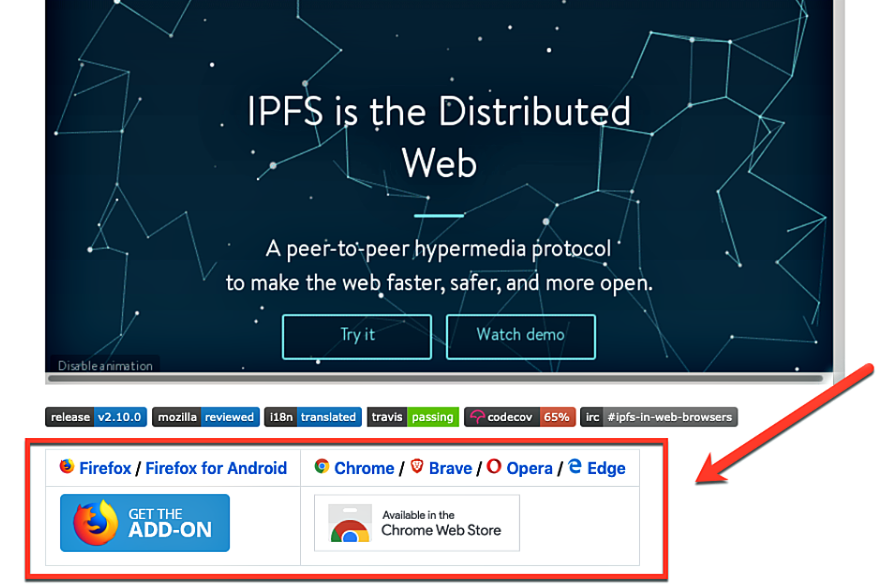 IPFS is the Distributed
Web
A peer-to-peer hypermedia protocol
to make the web faster, safer, and more open.
Try it
Watch demo
Disable animation
release v2.10.0 mozilla reviewed i18n translated travis passing codecov 65% irc #ipfs-in-web-browsers
Firefox / Firefox for Android
Chrome / Brave / Opera / Edge
GET THE
ADD-ON
Available in the
Chrome Web Store